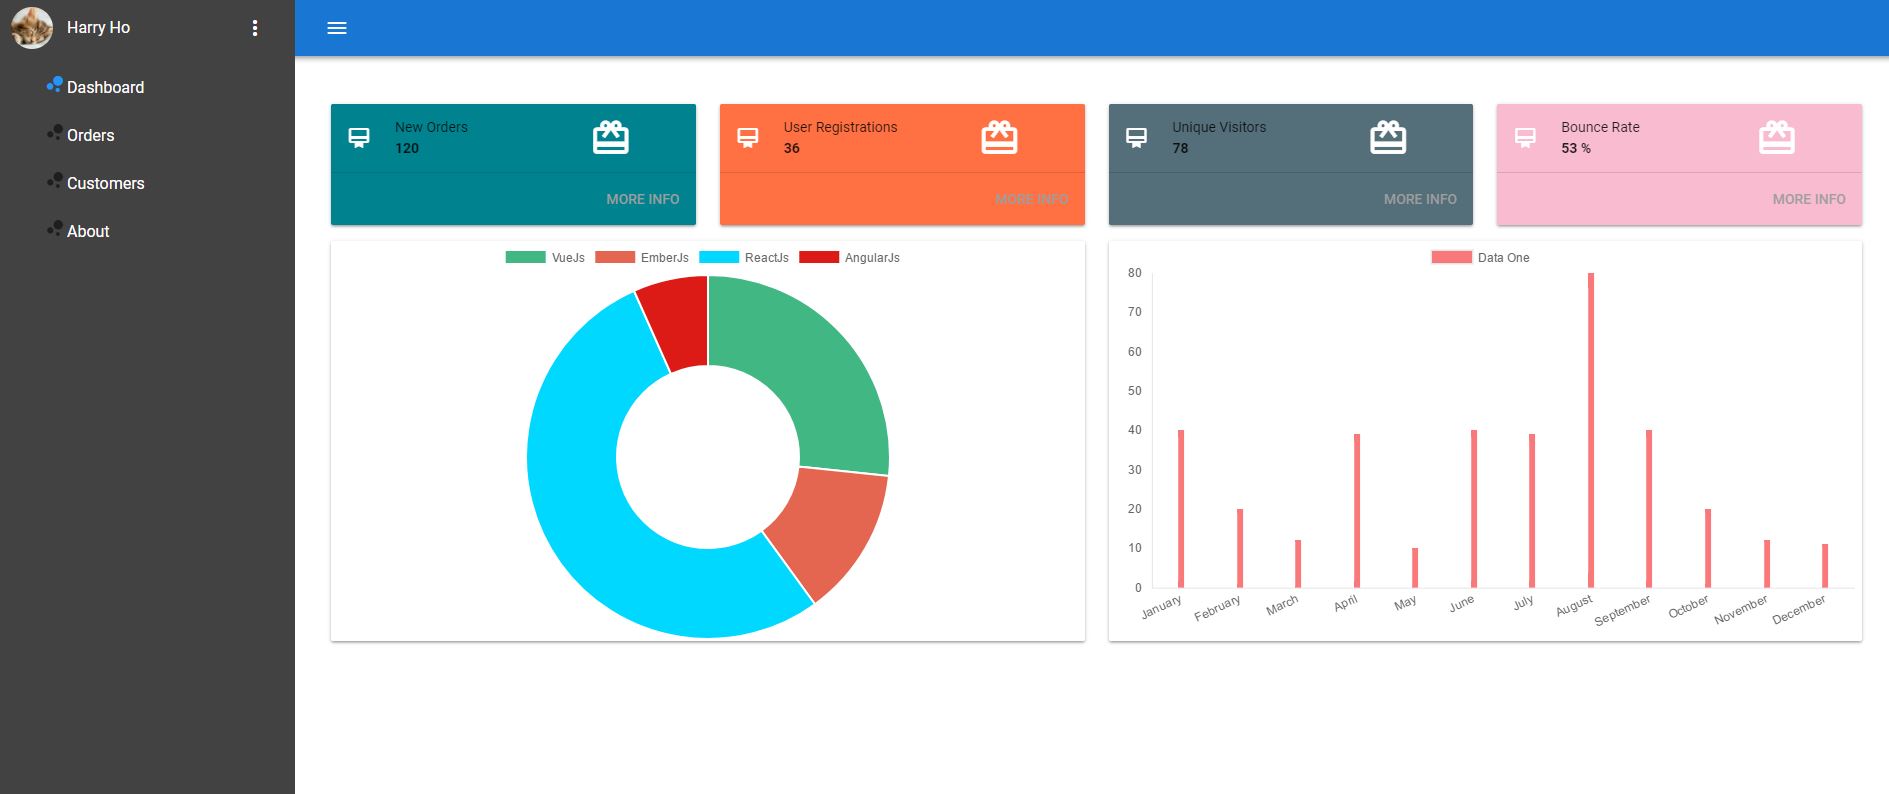 Harry Ho
Dashboard
Orders
Customers
About
New Orders
120
MORE INFO
User Registrations
36
MORE INFO
Unique Visitors
78
MORE INFO
Bounce Rate
53 %
MORE INFO
VueJs EmberJs ReactJs AngularJs
Data One
80
70
60
50
40
30
20
10
0
January February March April May June July August September October November December